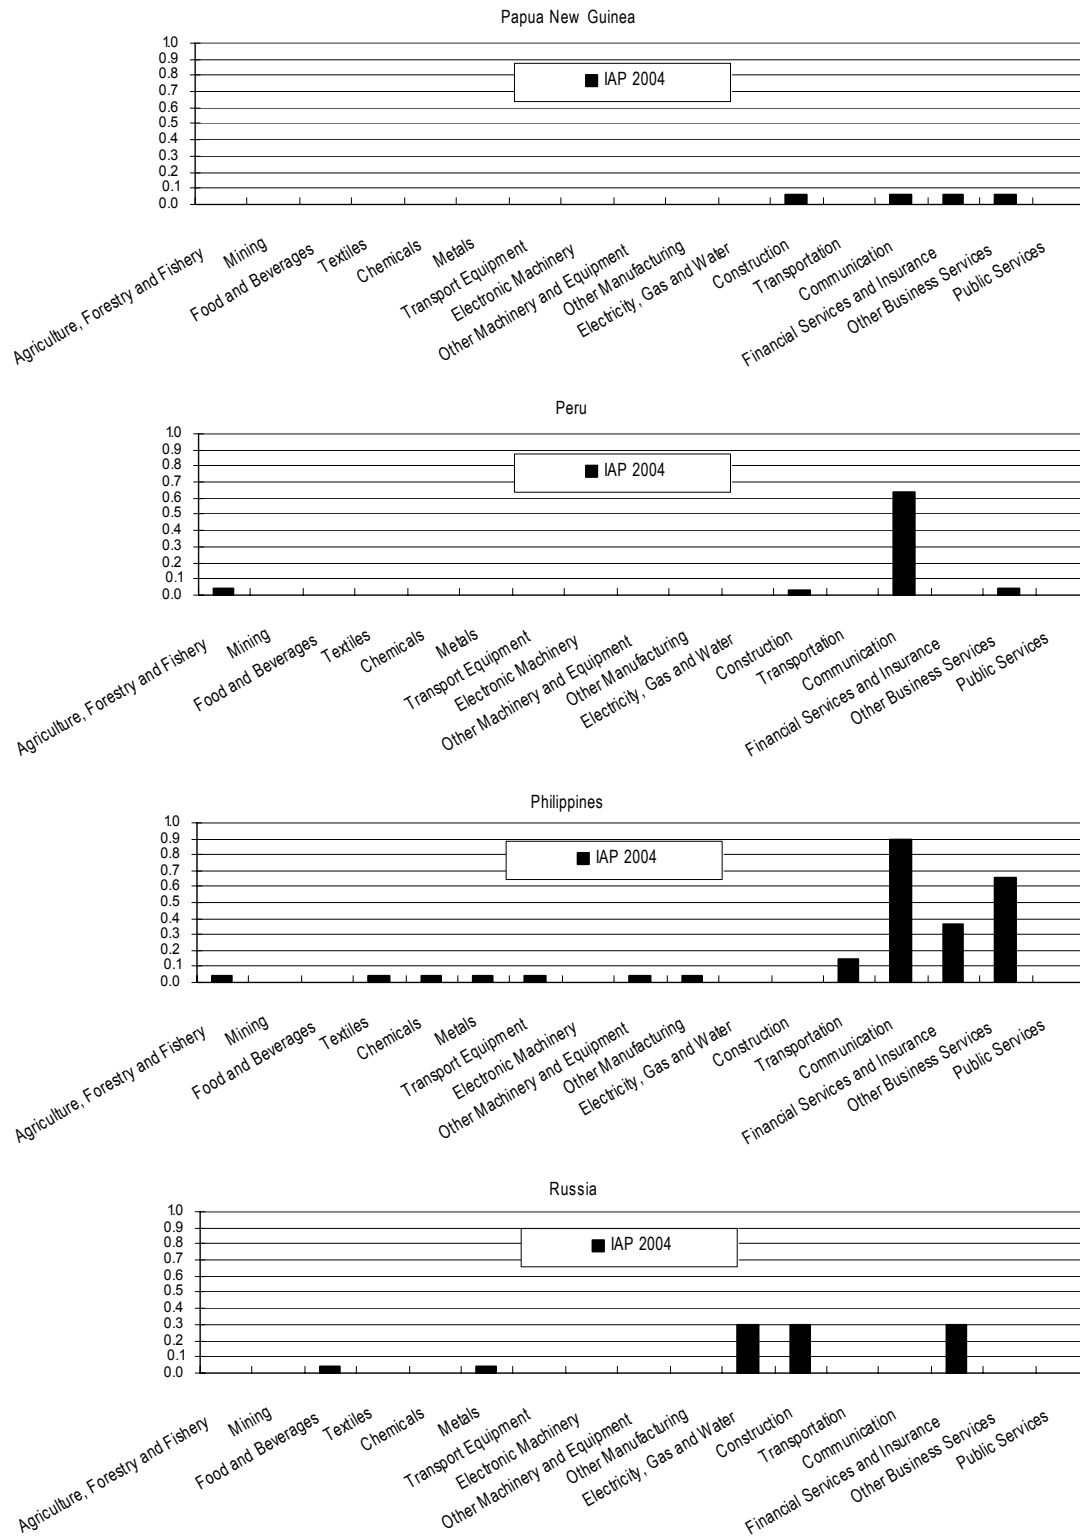 Papua New Guinea
1.0
0.9
0.8
0.7
0.6
0.5
0.4
0.3
0.2
0.1
0.0
IAP 2004
Agriculture, Forestry and Fishery
Mining
Food and Beverages
Textiles
Chemicals
Metals
Transport Equipment
Electronic Machinery
Other Machinery and Equipment
Other Manufacturing
Electricity, Gas and Water
Construction
Transportation
Communication
Financial Services and Insurance
Other Business Services
Public Services
Peru
1.0
0.9
0.8
0.7
0.6
0.5
0.4
0.3
0.2
0.1
0.0
IAP 2004
Agriculture, Forestry and Fishery
Mining
Food and Beverages
Textiles
Chemicals
Metals
Transport Equipment
Electronic Machinery
Other Machinery and Equipment
Other Manufacturing
Electricity, Gas and Water
Construction
Transportation
Communication
Financial Services and Insurance
Other Business Services
Public Services
Philippines
1.0
0.9
0.8
0.7
0.6
0.5
0.4
0.3
0.2
0.1
0.0
IAP 2004
Agriculture, Forestry and Fishery
Mining
Food and Beverages
Textiles
Chemicals
Metals
Transport Equipment
Electronic Machinery
Other Machinery and Equipment
Other Manufacturing
Electricity, Gas and Water
Construction
Transportation
Communication
Financial Services and Insurance
Other Business Services
Public Services
Russia
1.0
0.9
0.8
0.7
0.6
0.5
0.4
0.3
0.2
0.1
0.0
IAP 2004
Agriculture, Forestry and Fishery
Mining
Food and Beverages
Textiles
Chemicals
Metals
Transport Equipment
Electronic Machinery
Other Machinery and Equipment
Other Manufacturing
Electricity, Gas and Water
Construction
Transportation
Communication
Financial Services and Insurance
Other Business Services
Public Services